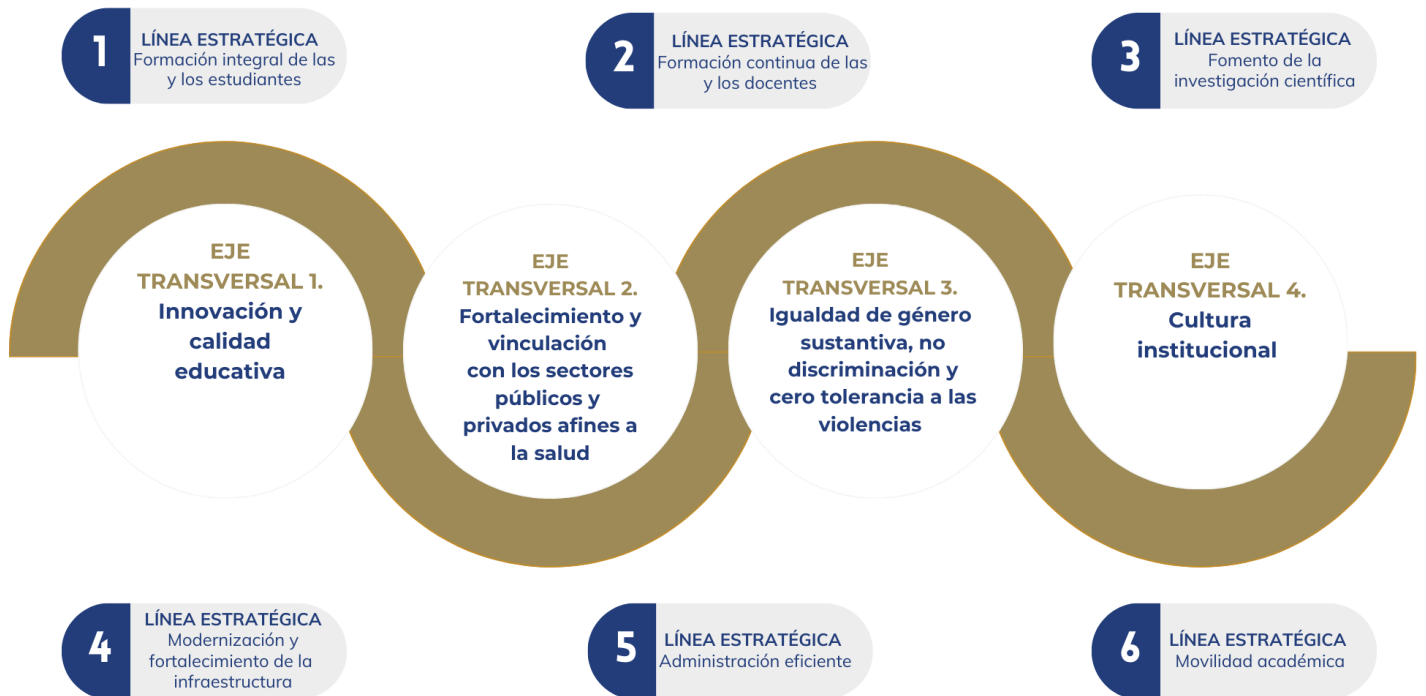 1
LÍNEA ESTRATÉGICA
Formación integral de las
y los estudiantes
2
LÍNEA ESTRATÉGICA
Formación continua de las
y los docentes
3
LÍNEA ESTRATÉGICA
Fomento de la
investigación científica
EJE
TRANSVERSAL 1.
Innovación y
calidad
educativa
EJE
TRANSVERSAL 2.
Fortalecimiento y
vinculación
con los sectores
públicos y
privados afines a
la salud
EJE
TRANSVERSAL 3.
Igualdad de género
sustantiva, no
discriminación y
cero tolerancia a las
violencias
EJE
TRANSVERSAL 4.
Cultura
institucional
4
LÍNEA ESTRATÉGICA
Modernización y
fortalecimiento de la
infraestructura
5
LÍNEA ESTRATÉGICA
Administración eficiente
6
LÍNEA ESTRATÉGICA
Movilidad académica